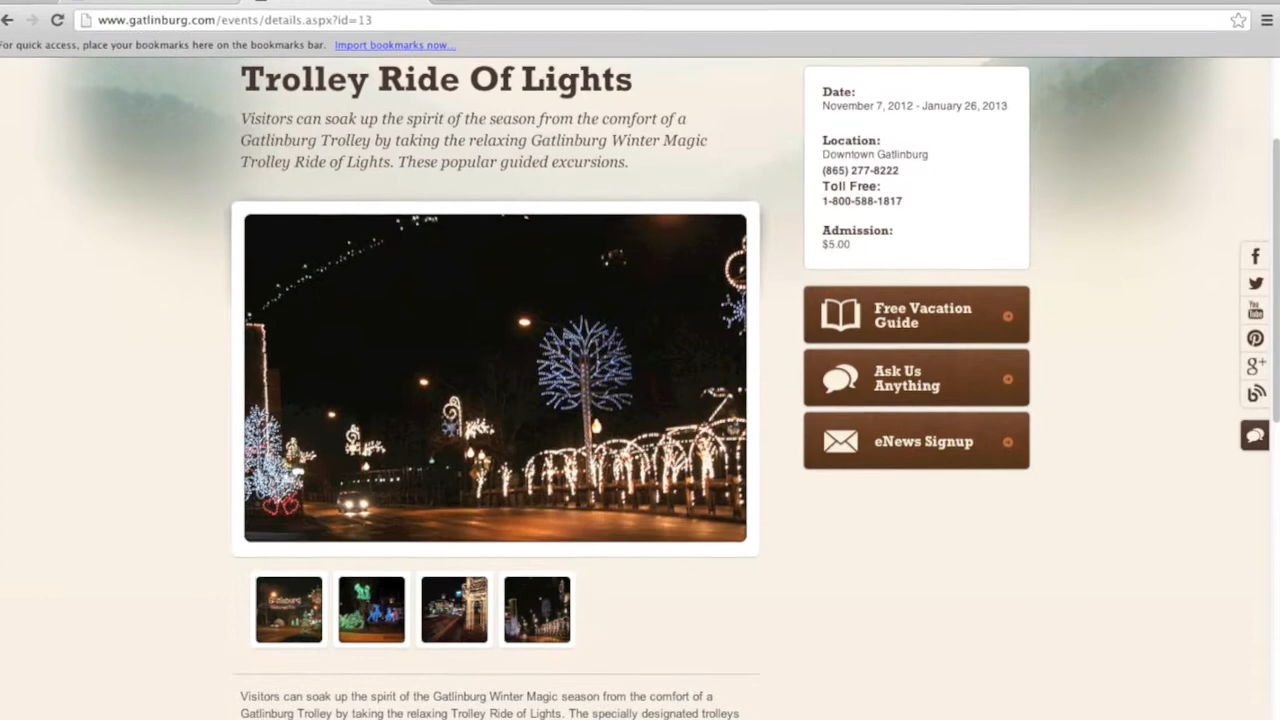 www.gatlinburg.com/events/details.aspx?id=13
For quick access, place your bookmarks here on the bookmarks bar. Import bookmarks now...
Trolley Ride Of Lights
Visitors can soak up the spirit of the season from the comfort of a
Gatlinburg Trolley by taking the relaxing Gatlinburg Winter Magic
Trolley Ride of Lights. These popular guided excursions.
Date:
November 7, 2012 - January 26, 2013
Location:
Downtown Gatlinburg
(865) 277-8222
Toll Free:
1-800-588-1817
Admission:
$5.00
Free Vacation
Guide
Ask Us
Anything
eNews Signup
You
Tube
g+
Gatlinburg
Visitors can soak up the spirit of the Gatlinburg Winter Magic season from the comfort of a
Gatlinburg Trolley by taking the relaxing Trolley Ride of Lights. The specially designated trolleys